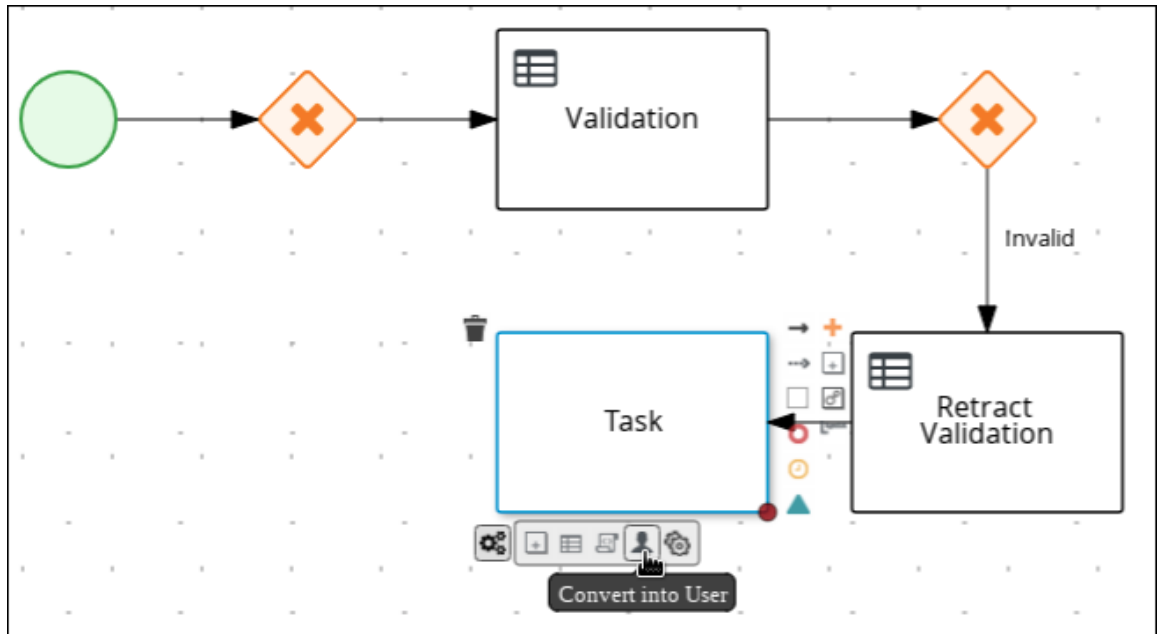 Validation
Invalid
Task
Retract
Validation
Convert into User